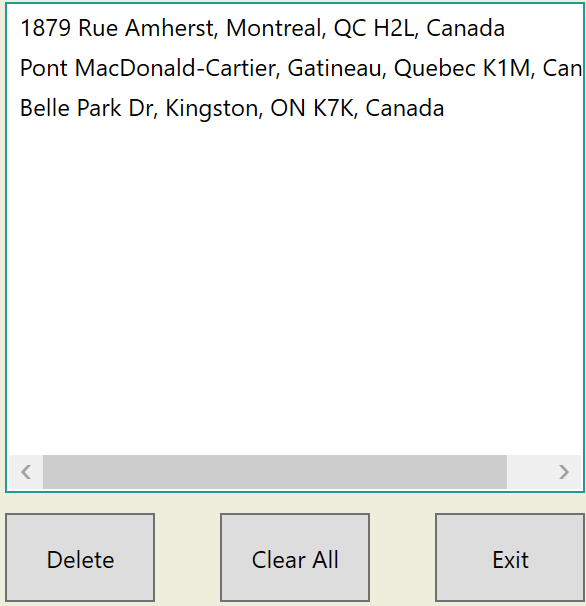 1879 Rue Amherst, Montreal, QC H2L, Canada
Pont MacDonald-Cartier, Gatineau, Quebec K1M, Can
Belle Park Dr, Kingston, ON K7K, Canada
Delete
Clear All
Exit